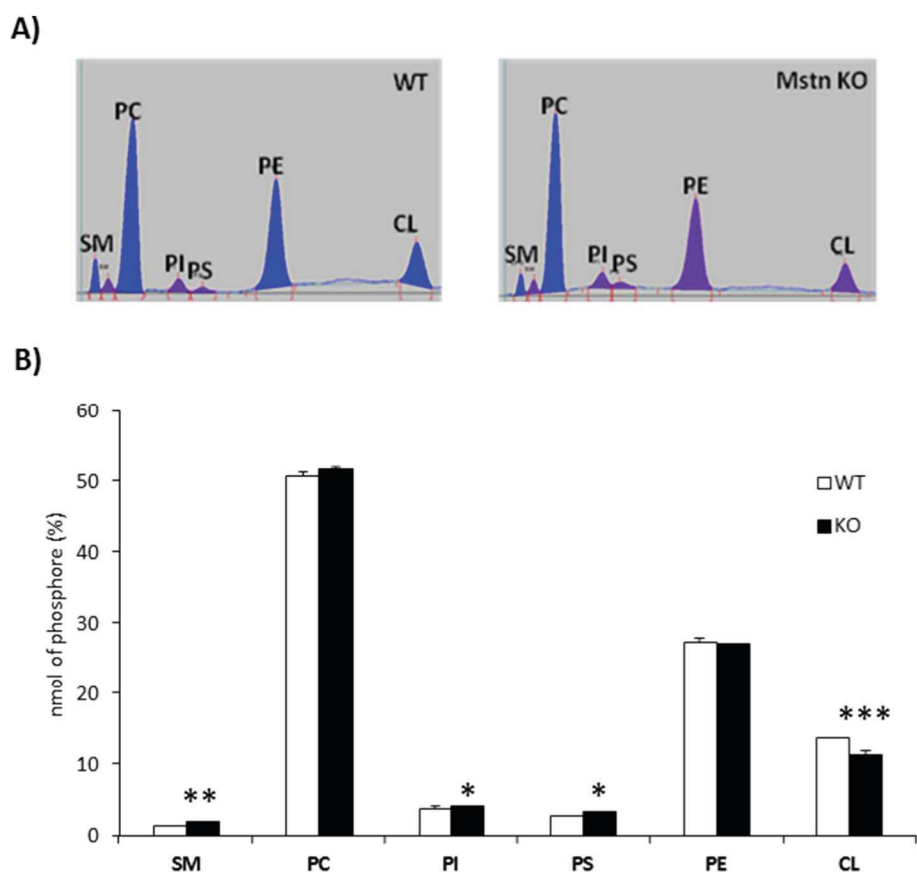 A)
WT
Mstn KO
PC
PE
SM
PI
PS
CL
PC
PE
SM
PI
PS
CL
B)
60
50
40
30
20
10
0
nmol of phosphore (%)
WT
KO
**
*
*
***
SM PC PI PS PE CL